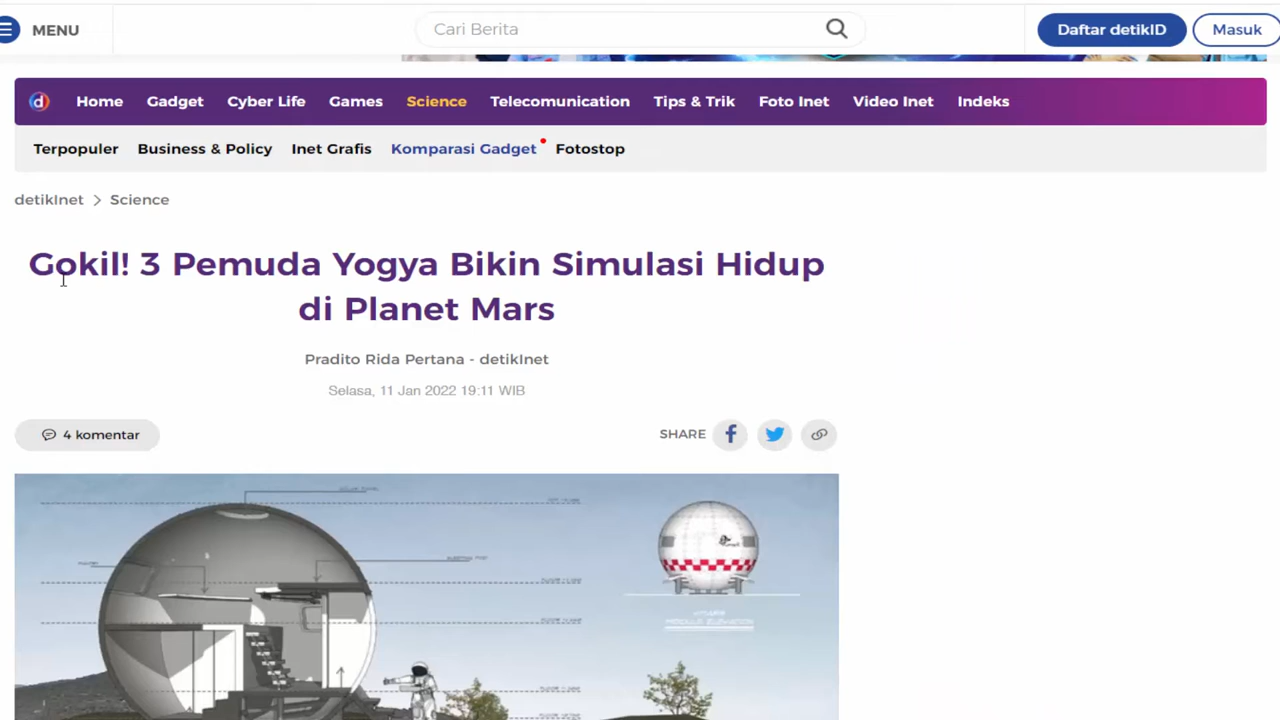 MENU
Cari Berita
Daftar detikID
Masuk
d Home Gadget Cyber Life Games Science Telecomunication Tips & Trik Foto Inet Video Inet Indeks
Terpopuler Business & Policy Inet Grafis Komparasi Gadget Fotostop
detikInet > Science
Gokil! 3 Pemuda Yogya Bikin Simulasi Hidup
di Planet Mars
Pradito Rida Pertana - detikInet
Selasa, 11 Jan 2022 19:11 WIB
4 komentar
SHARE